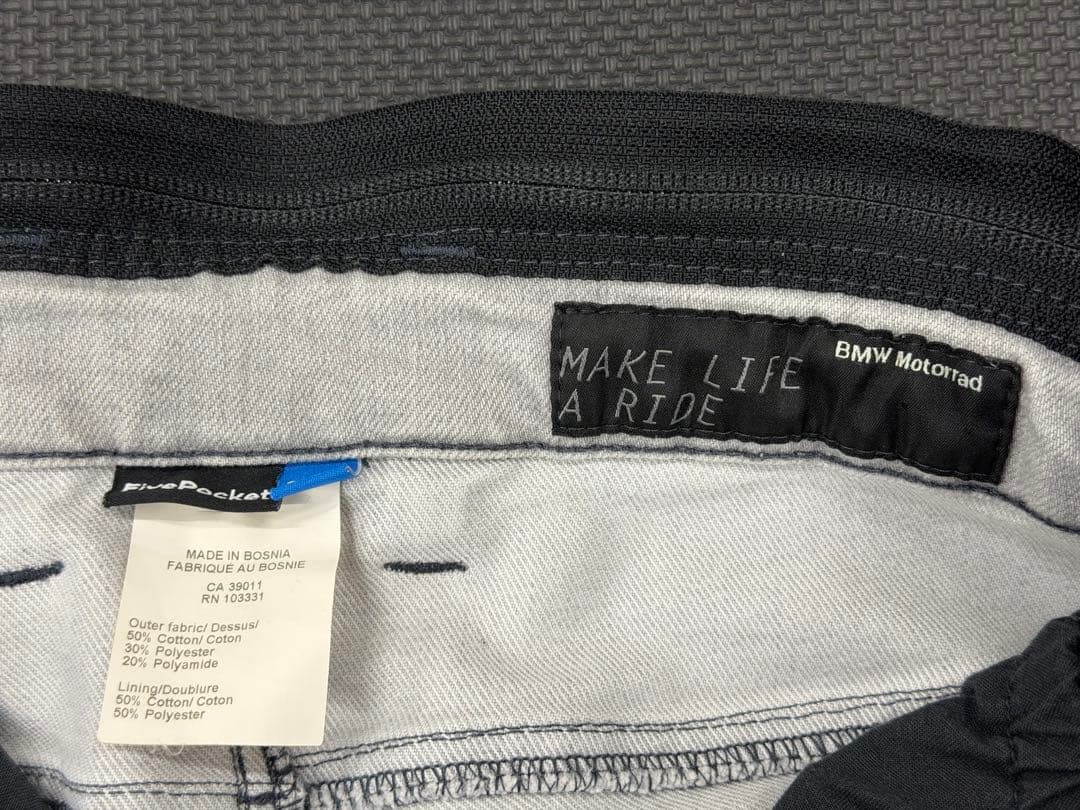 MAKE LIFE
A RIDE
BMW Motorrad
FivePocket
MADE IN BOSNIA
FABRIQUÉ AU BOSNIE
CA 39011
RN 103331
Outer fabric/ Dessus/
50% Cotton/ Coton
30% Polyester
20% Polyamide
Lining/Doublure
50% Cotton/ Coton
50% Polyester